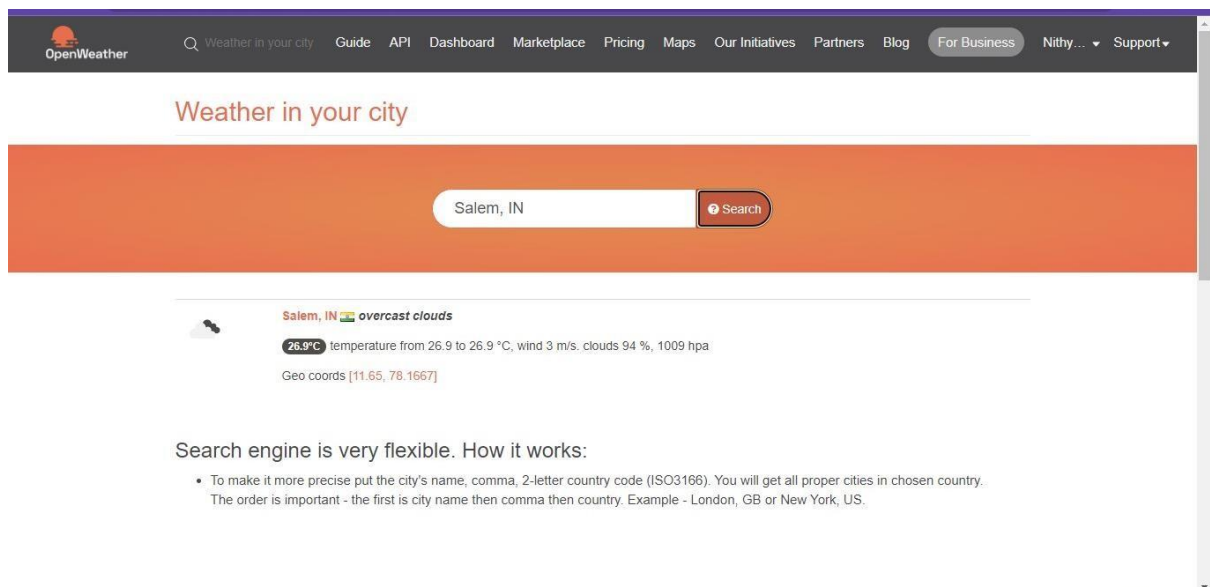 OpenWeather
Weather in your city Guide API Dashboard Marketplace Pricing Maps Our Initiatives Partners Blog For Business Nithy... Support
Weather in your city
Salem, IN
Search
Salem, IN overcast clouds
26.9°C temperature from 26.9 to 26.9 °C, wind 3 m/s. clouds 94 %, 1009 hpa
Geo coords [11.65, 78.1667]
Search engine is very flexible. How it works:
• To make it more precise put the city's name, comma, 2-letter country code (ISO3166). You will get all proper cities in chosen country.
The order is important - the first is city name then comma then country. Example - London, GB or New York, US.